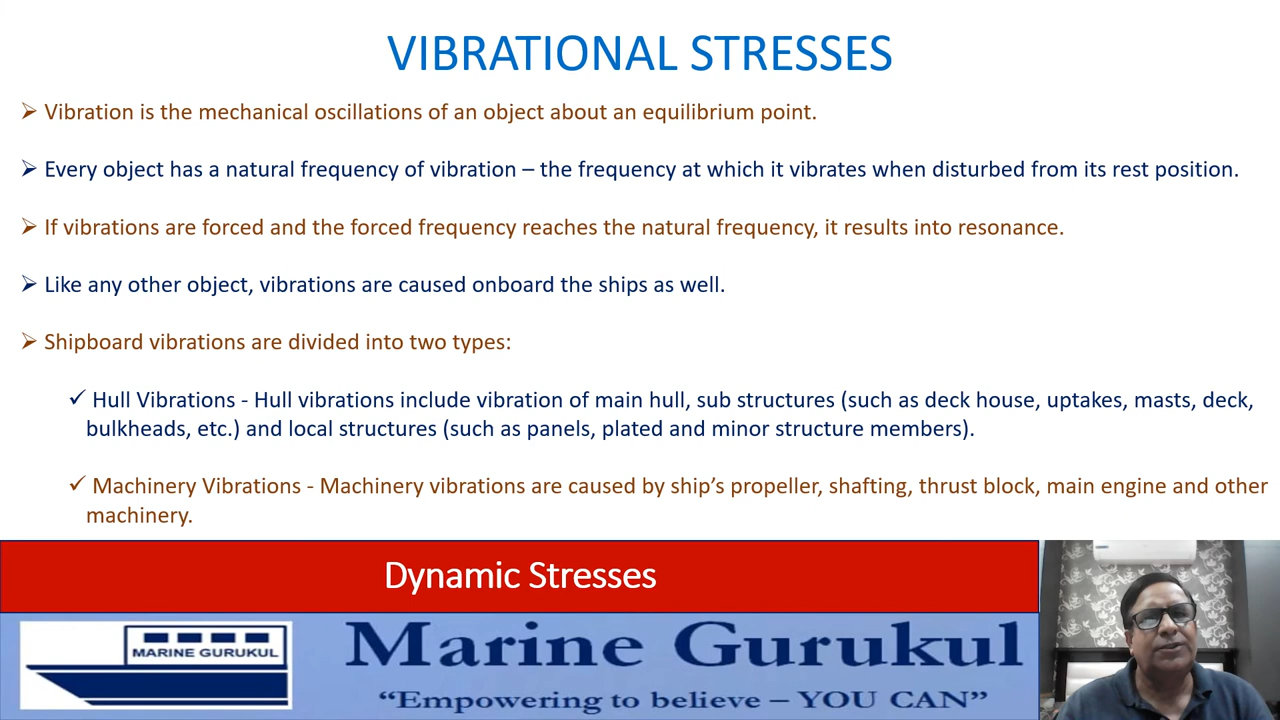 VIBRATIONAL STRESSES
➢ Vibration is the mechanical oscillations of an object about an equilibrium point.
➢ Every object has a natural frequency of vibration – the frequency at which it vibrates when disturbed from its rest position.
➢ If vibrations are forced and the forced frequency reaches the natural frequency, it results into resonance.
➢ Like any other object, vibrations are caused onboard the ships as well.
➢ Shipboard vibrations are divided into two types:
✓ Hull Vibrations - Hull vibrations include vibration of main hull, sub structures (such as deck house, uptakes, masts, deck,
bulkheads, etc.) and local structures (such as panels, plated and minor structure members).
✓ Machinery Vibrations - Machinery vibrations are caused by ship's propeller, shafting, thrust block, main engine and other
machinery.
Dynamic Stresses
MARINE GURUKUL
Marine Gurukul
“Empowering to believe – YOU CAN”